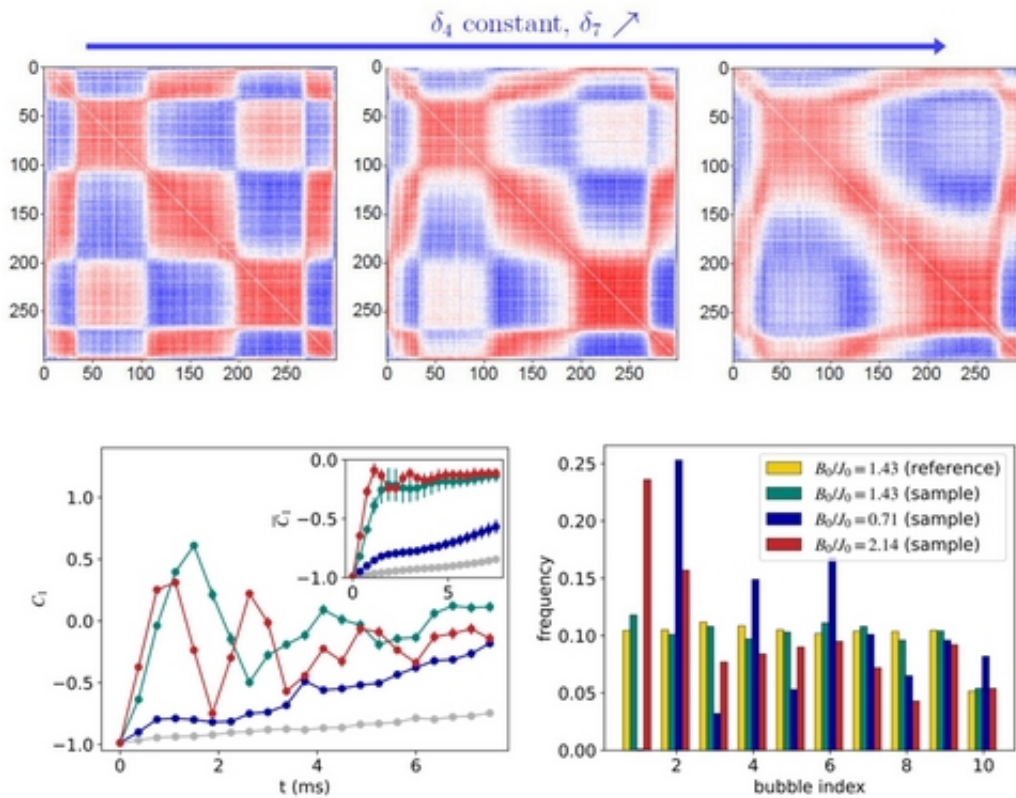 δ₄ constant, δ₇ ↗
0
50
100
150
200
250
0 50 100 150 200 250
0
50
100
150
200
250
0 50 100 150 200 250
0
50
100
150
200
250
0 50 100 150 200 250
C₁
1.0
0.5
0.0
−0.5
−1.0
0 2 4 6
t (ms)
C̅₁
0.0
−0.5
−1.0
0 5
frequency
0.25
0.20
0.15
0.10
0.05
0.00
B₀/J₀ = 1.43 (reference)
B₀/J₀ = 1.43 (sample)
B₀/J₀ = 0.71 (sample)
B₀/J₀ = 2.14 (sample)
2 4 6 8 10
bubble index